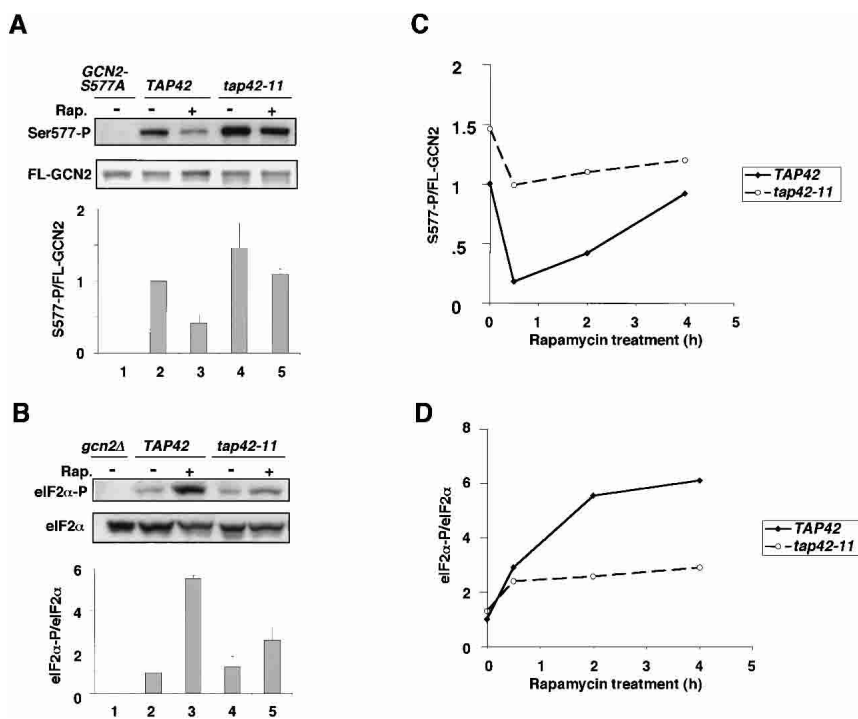 A
GCN2-
S577A TAP42 tap42-11
Rap. - - + - +
Ser577-P
FL-GCN2
2
1
0
S577-P/FL-GCN2
1 2 3 4 5
B
gcn2Δ TAP42 tap42-11
Rap. - - + - +
eIF2α-P
eIF2α
6
4
2
0
eIF2α-P/eIF2α
1 2 3 4 5
C
2
1.5
1
.5
0
S577-P/FL-GCN2
0 1 2 3 4 5
Rapamycin treatment (h)
TAP42
tap42-11
D
8
6
4
2
0
eIF2α-P/eIF2α
0 1 2 3 4 5
Rapamycin treatment (h)
TAP42
tap42-11